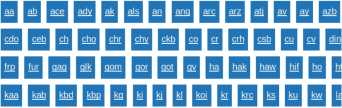 aa ab ace ady ak als an ang arc arz atj av ay azb
cdo ceb ch cho chr chy ckb co cr crh csb cu cv din
frp fur gag glk gom gor got gv ha hak haw hif ho
kaa kab kbd kbp kg ki kj kl koi kr krc ks ku kw